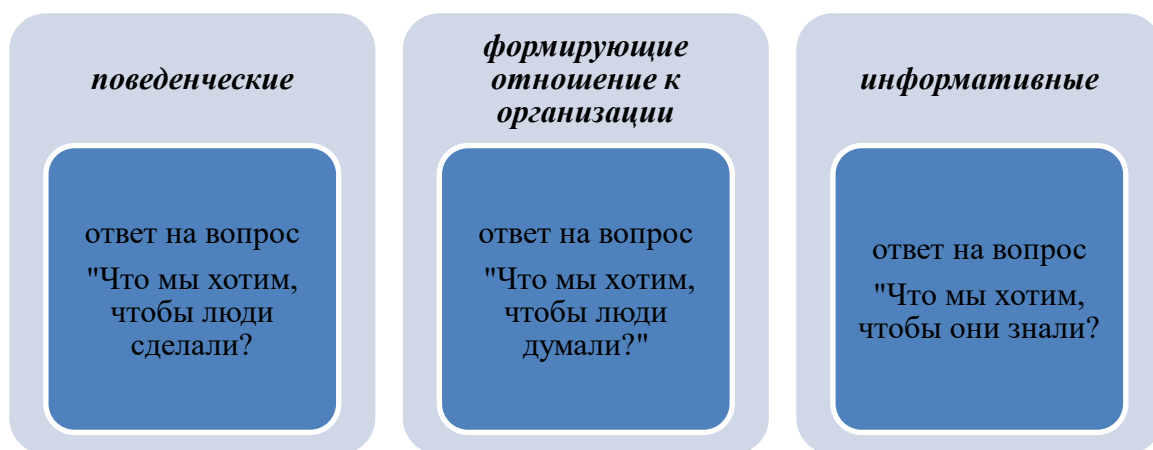 поведенческие
ответ на вопрос
"Что мы хотим,
чтобы люди
сделали?
формирующие
отношение к
организации
ответ на вопрос
"Что мы хотим,
чтобы люди
думали?"
информативные
ответ на вопрос
"Что мы хотим,
чтобы они знали?